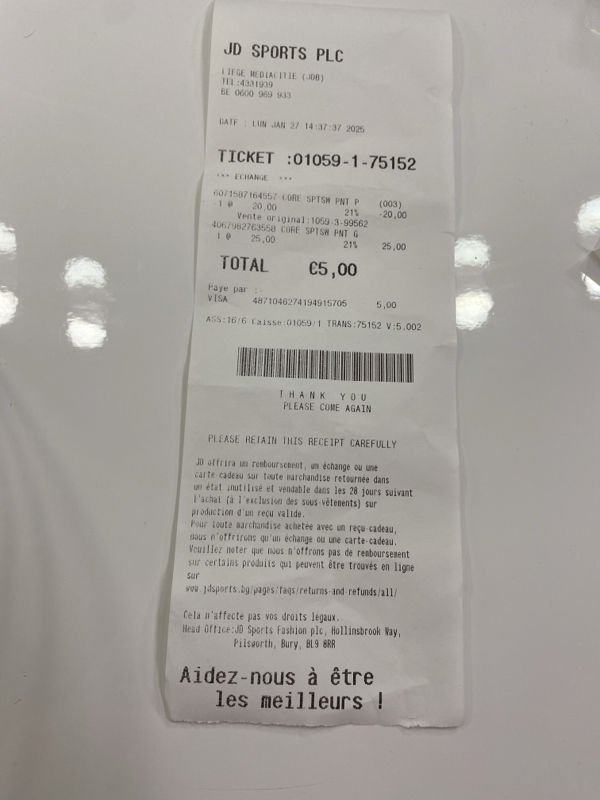 JD SPORTS PLC
LIEGE MEDIACITIE (JDB)
TEL:4331939
BE 0600 969 933
DATE : LUN JAN 27 14:37:37 2025
TICKET :01059-1-75152
*** ECHANGE ***
6071587164557 CORE SPTSW PNT P (003)
-1 @ 20,00 21% -20,00
Vente original:1059-3-99562
4067982763558 CORE SPTSW PNT G
1 @ 25,00 21% 25,00
TOTAL €5,00
Paye par :-
VISA 4871046274194915705 5,00
ASS:16/6 Caisse:01059/1 TRANS:75152 V:5.002
THANK YOU
PLEASE COME AGAIN
PLEASE RETAIN THIS RECEIPT CAREFULLY
JD offrira un remboursement, un échange ou une
carte-cadeau sur toute marchandise retournée dans
un état inutilisé et vendable dans les 28 jours suivant
l'achat (à l'exclusion des sous-vêtements) sur
production d'un reçu valide.
Pour toute marchandise achetée avec un reçu-cadeau,
nous n'offrirons qu'un échange ou une carte-cadeau.
Veuillez noter que nous n'offrons pas de remboursement
sur certains produits qui peuvent être trouvés en ligne
sur
www.jdsports.bg/pages/faqs/returns-and-refunds/all/
Cela n'affecte pas vos droits légaux.
Head Office:JD Sports Fashion plc, Hollinsbrook Way,
Pilsworth, Bury, BL9 8RR
Aidez-nous à être
les meilleurs !